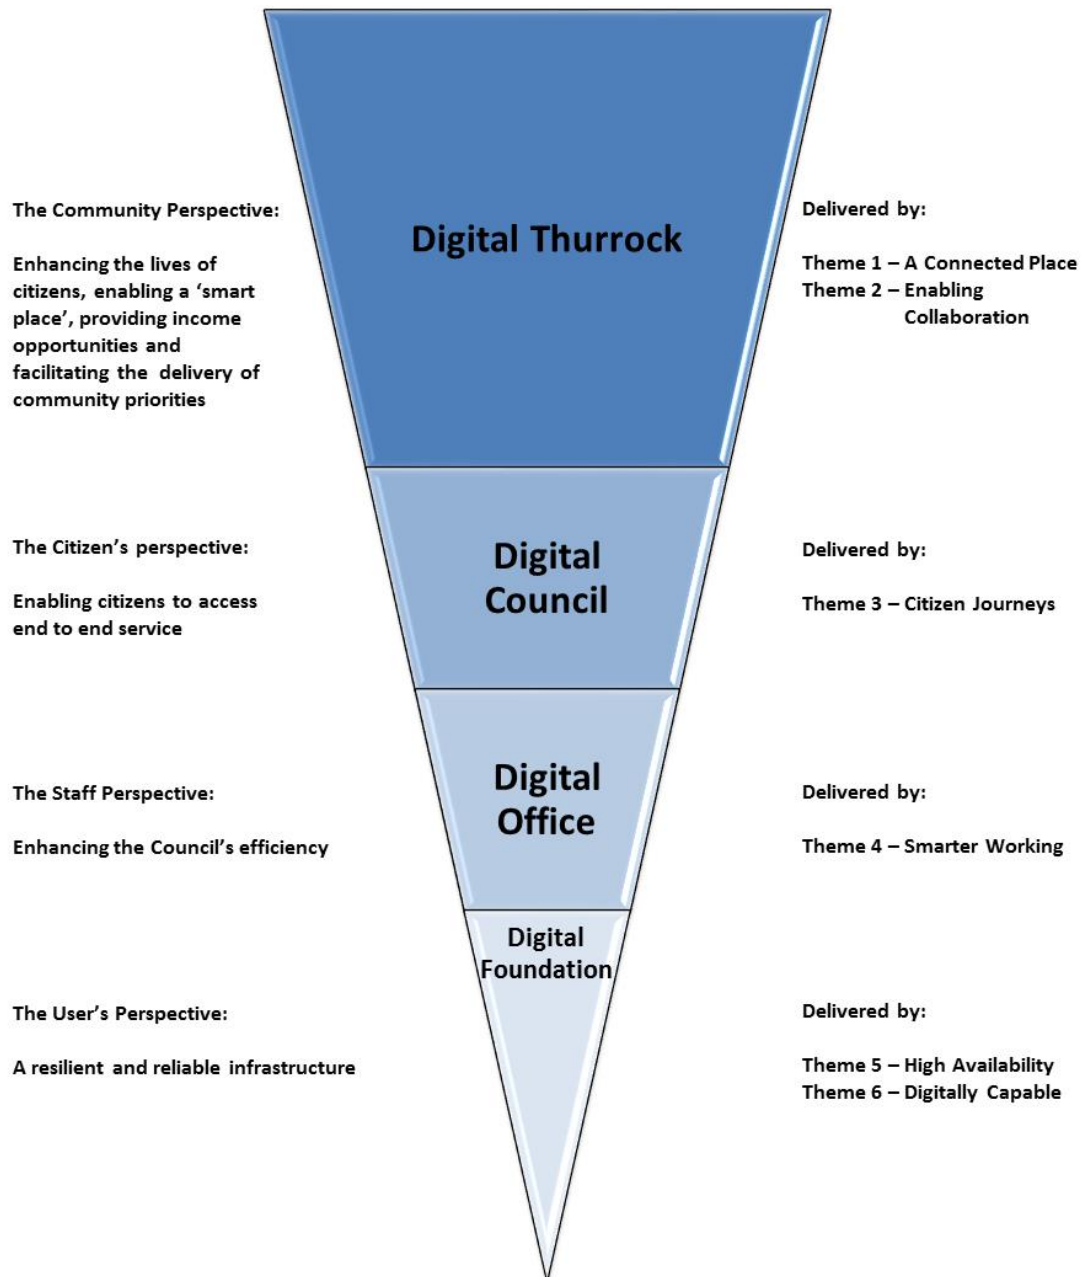 The Community Perspective:
Enhancing the lives of
citizens, enabling a ‘smart
place’, providing income
opportunities and
facilitating the delivery of
community priorities
Digital Thurrock
Delivered by:
Theme 1 – A Connected Place
Theme 2 – Enabling
Collaboration
The Citizen’s perspective:
Enabling citizens to access
end to end service
Digital
Council
Delivered by:
Theme 3 – Citizen Journeys
The Staff Perspective:
Enhancing the Council’s efficiency
Digital
Office
Delivered by:
Theme 4 – Smarter Working
The User’s Perspective:
A resilient and reliable infrastructure
Digital
Foundation
Delivered by:
Theme 5 – High Availability
Theme 6 – Digitally Capable